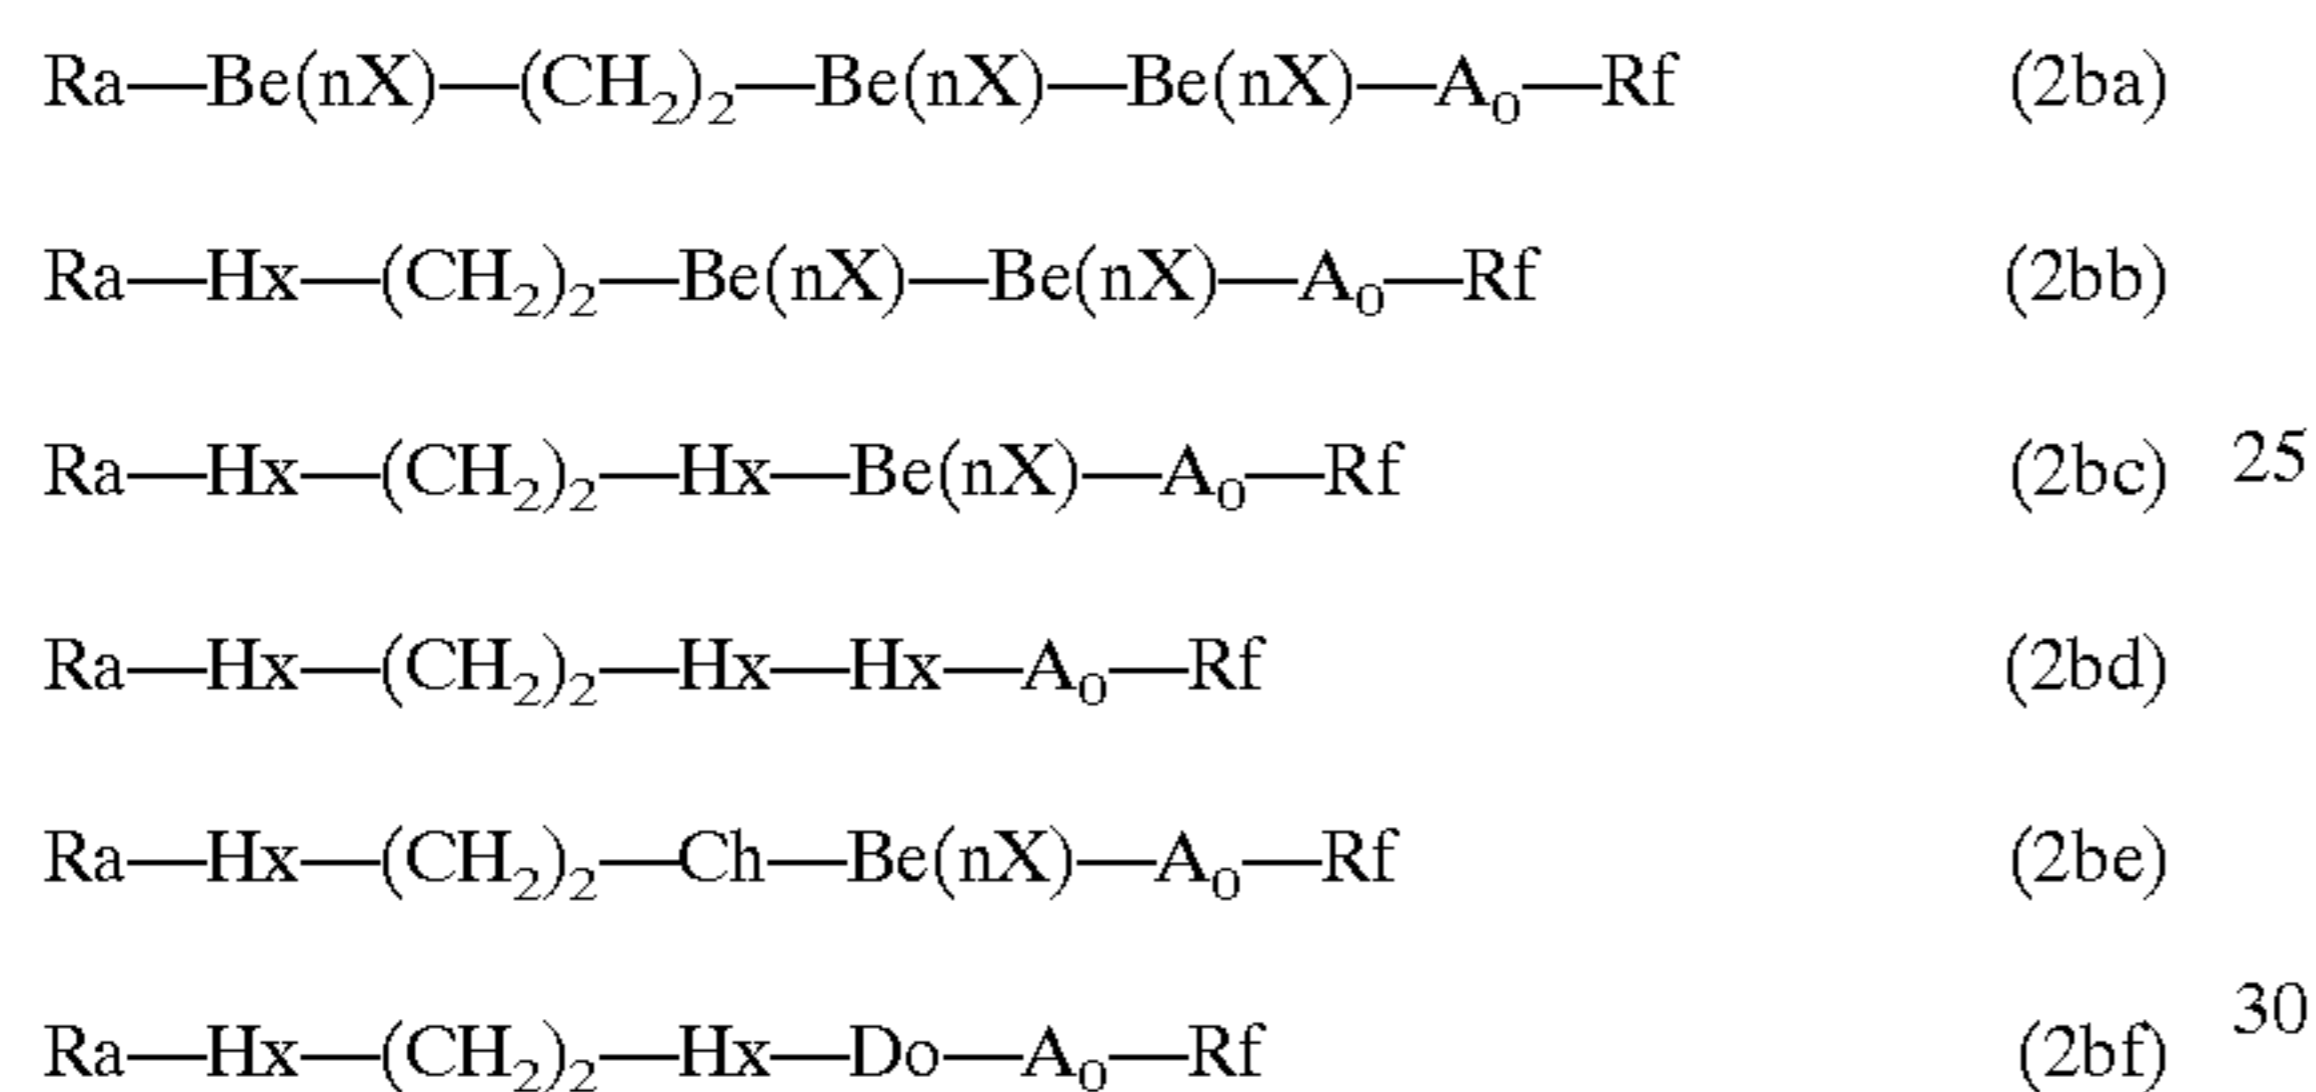 Ra—Be(nX)—(CH₂)₂—Be(nX)—Be(nX)—A₀—Rf (2ba)
Ra—Hx—(CH₂)₂—Be(nX)—Be(nX)—A₀—Rf (2bb)
Ra—Hx—(CH₂)₂—Hx—Be(nX)—A₀—Rf (2bc) 25
Ra—Hx—(CH₂)₂—Hx—Hx—A₀—Rf (2bd)
Ra—Hx—(CH₂)₂—Ch—Be(nX)—A₀—Rf (2be)
Ra—Hx—(CH₂)₂—Hx—Do—A₀—Rf (2bf) 30